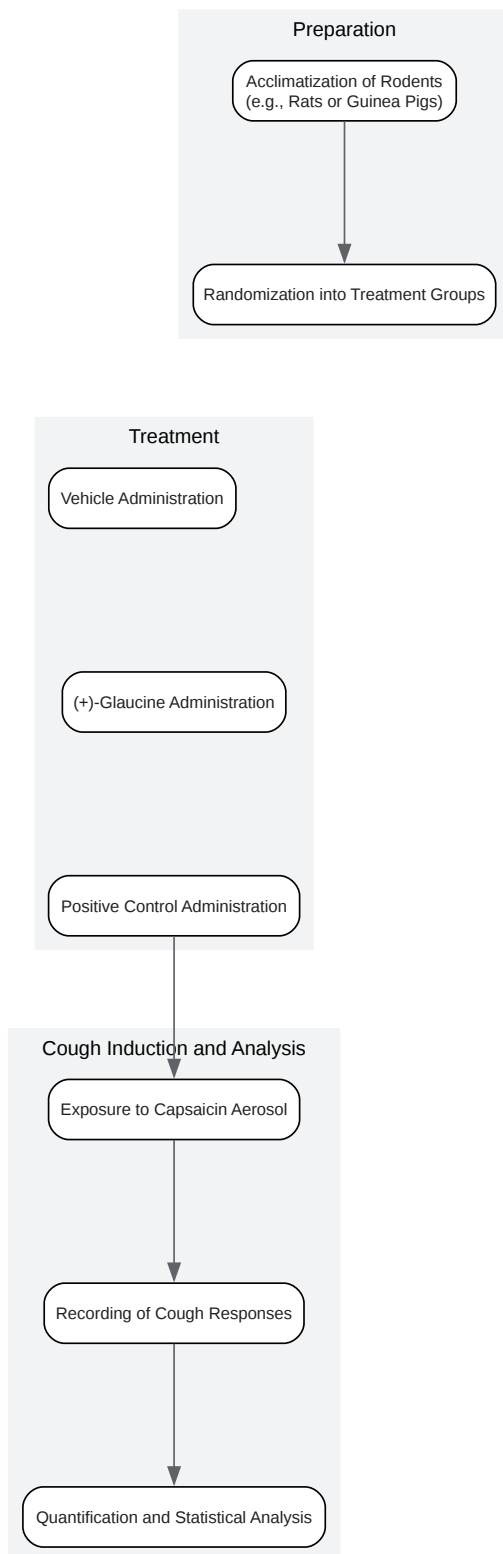 Preparation
Acclimatization of Rodents
(e.g., Rats or Guinea Pigs)
Randomization into Treatment Groups
Treatment
Vehicle Administration
(+)-Glaucine Administration
Positive Control Administration
Cough Induction and Analysis
Exposure to Capsaicin Aerosol
Recording of Cough Responses
Quantification and Statistical Analysis